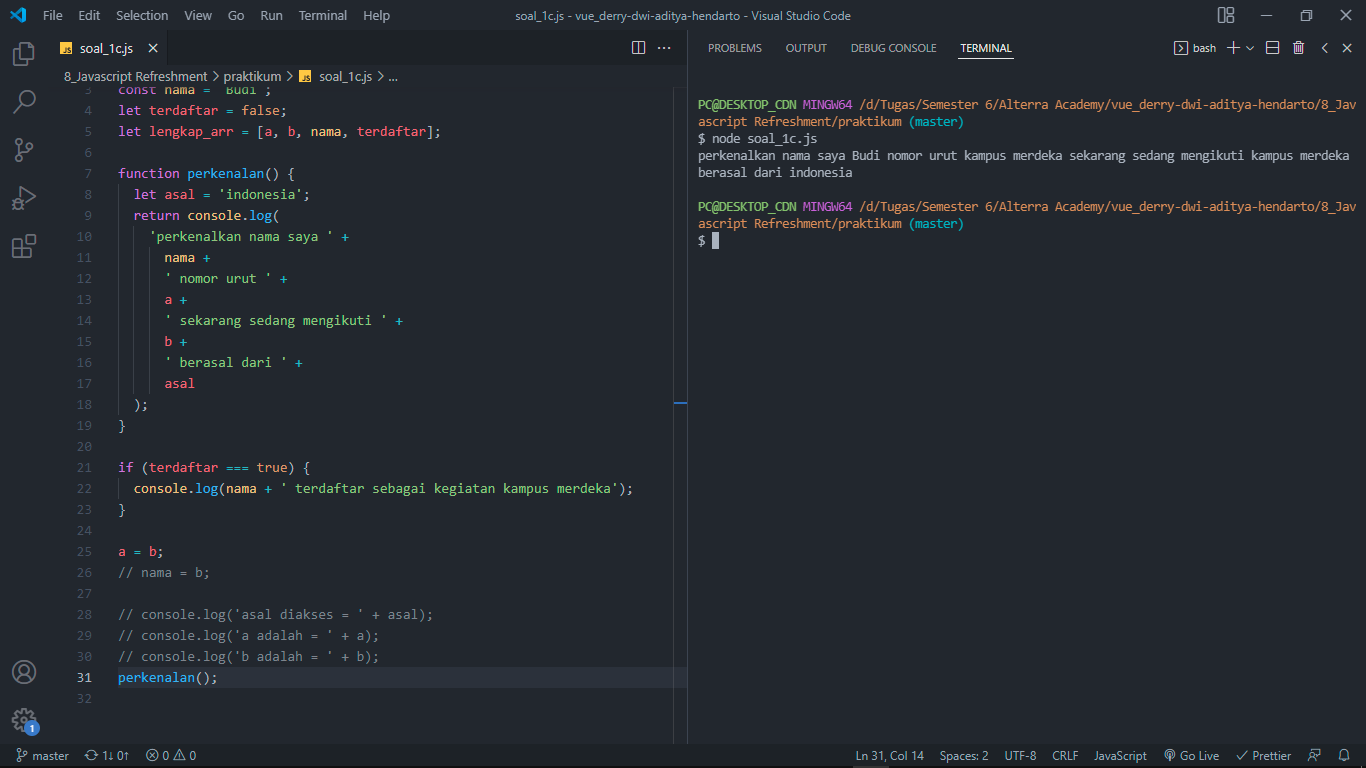 File Edit Selection View Go Run Terminal Help
soal_1c.js - vue_derry-dwi-aditya-hendarto - Visual Studio Code
JS soal_1c.js
PROBLEMS OUTPUT DEBUG CONSOLE TERMINAL
bash
8_Javascript Refreshment > praktikum > JS soal_1c.js > ...
3 const nama = 'Budi';
4 let terdaftar = false;
5 let lengkap_arr = [a, b, nama, terdaftar];
6
7 function perkenalan() {
8 let asal = 'indonesia';
9 return console.log(
10 'perkenalkan nama saya ' +
11 nama +
12 ' nomor urut ' +
13 a +
14 ' sekarang sedang mengikuti ' +
15 b +
16 ' berasal dari ' +
17 asal
18 );
19 }
20
21 if (terdaftar === true) {
22 console.log(nama + ' terdaftar sebagai kegiatan kampus merdeka');
23 }
24
25 a = b;
26 // nama = b;
27
28 // console.log('asal diakses = ' + asal);
29 // console.log('a adalah = ' + a);
30 // console.log('b adalah = ' + b);
31 perkenalan();
32
PC@DESKTOP_CDN MINGW64 /d/Tugas/Semester 6/Alterra Academy/vue_derry-dwi-aditya-hendarto/8_Jav
ascript Refreshment/praktikum (master)
$ node soal_1c.js
perkenalkan nama saya Budi nomor urut kampus merdeka sekarang sedang mengikuti kampus merdeka
berasal dari indonesia
PC@DESKTOP_CDN MINGW64 /d/Tugas/Semester 6/Alterra Academy/vue_derry-dwi-aditya-hendarto/8_Jav
ascript Refreshment/praktikum (master)
$
1
master 1↓ 0↑ 0 0
Ln 31, Col 14 Spaces: 2 UTF-8 CRLF JavaScript Go Live Prettier